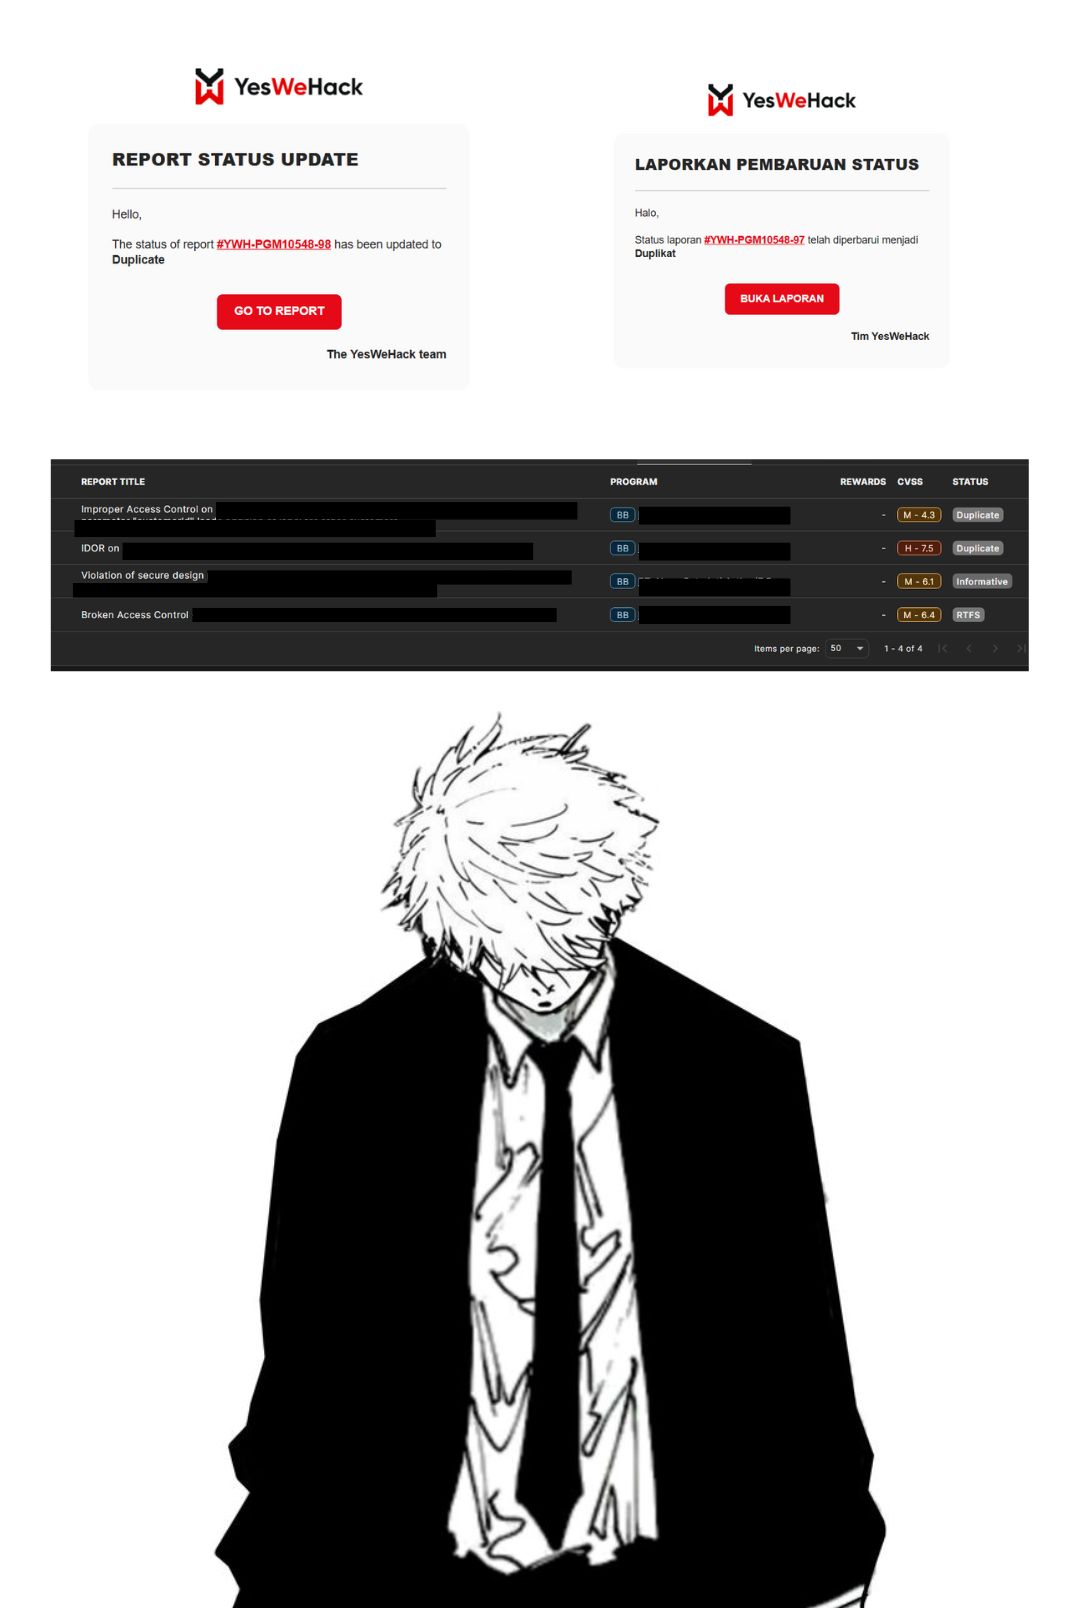 YesWeHack
REPORT STATUS UPDATE
Hello,
The status of report #YWH-PGM10548-98 has been updated to
Duplicate
GO TO REPORT
The YesWeHack team
YesWeHack
LAPORKAN PEMBARUAN STATUS
Halo,
Status laporan #YWH-PGM10548-97 telah diperbarui menjadi
Duplikat
BUKA LAPORAN
Tim YesWeHack
REPORT TITLE PROGRAM REWARDS CVSS STATUS
Improper Access Control on BB - M - 4.3 Duplicate
IDOR on BB - H - 7.5 Duplicate
Violation of secure design BB - M - 6.1 Informative
Broken Access Control BB - M - 6.4 RTFS
Items per page: 50 1 - 4 of 4